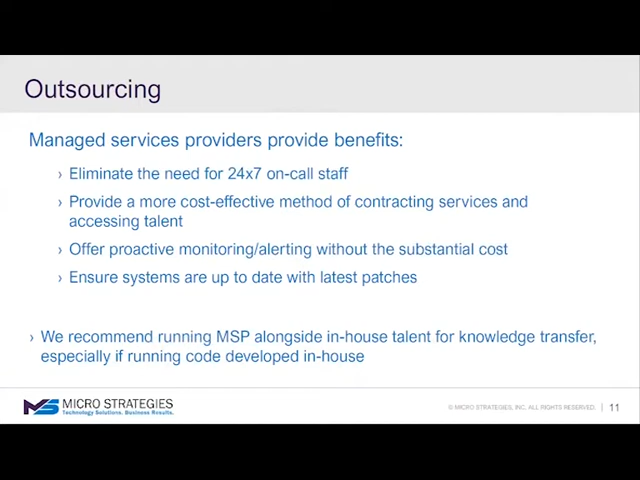 Outsourcing
Managed services providers provide benefits:
› Eliminate the need for 24x7 on-call staff
› Provide a more cost-effective method of contracting services and
accessing talent
› Offer proactive monitoring/alerting without the substantial cost
› Ensure systems are up to date with latest patches
› We recommend running MSP alongside in-house talent for knowledge transfer,
especially if running code developed in-house
MS MICRO STRATEGIES
Technology Solutions. Business Results.
© MICRO STRATEGIES, INC. ALL RIGHTS RESERVED. | 11